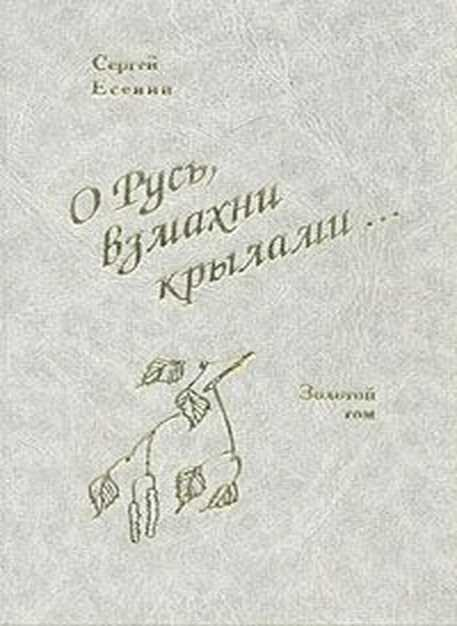 Сергей
Есенин
О Русь,
взмахни
крылами ...
Золотой
том